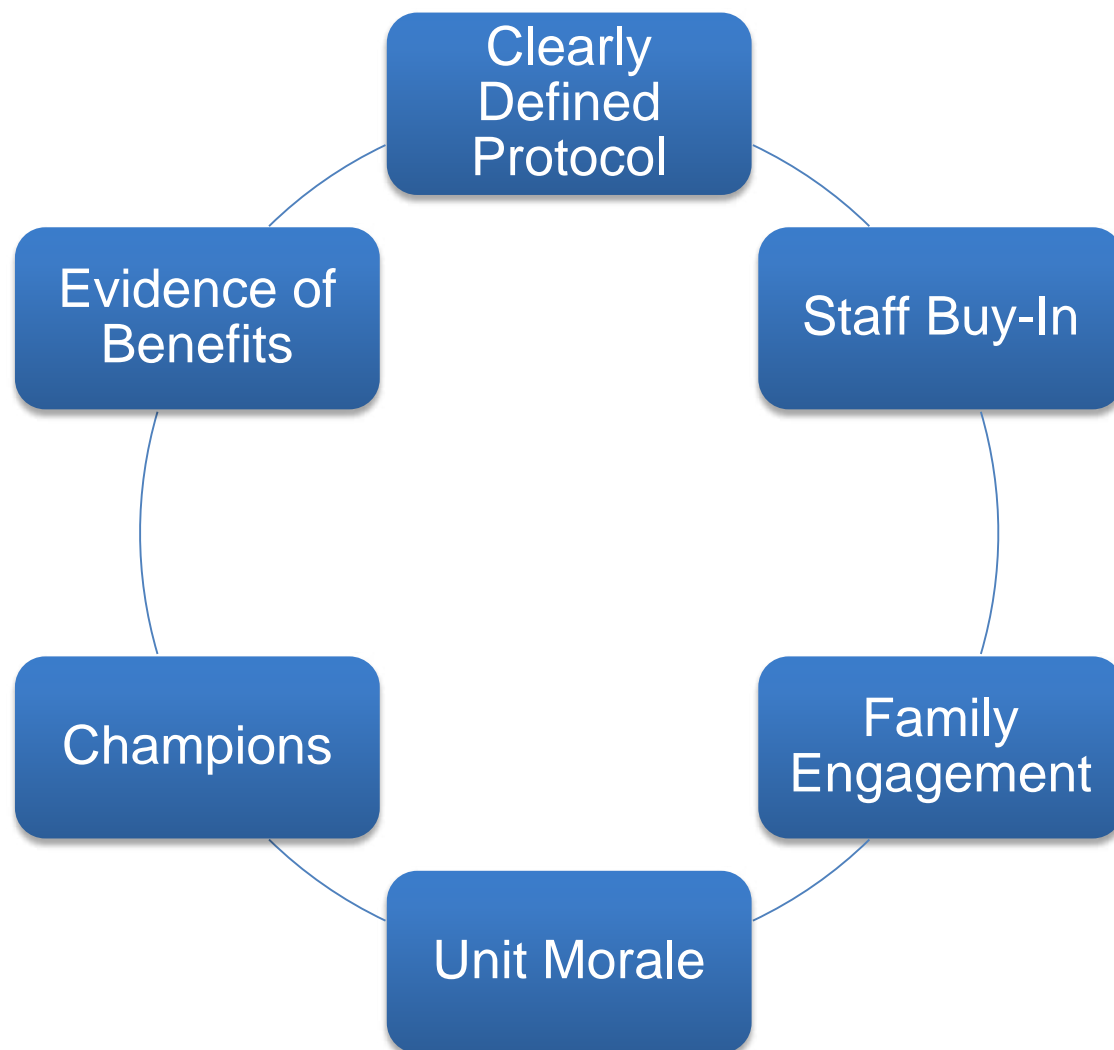 Clearly
Defined
Protocol
Staff Buy-In
Family
Engagement
Unit Morale
Champions
Evidence of
Benefits